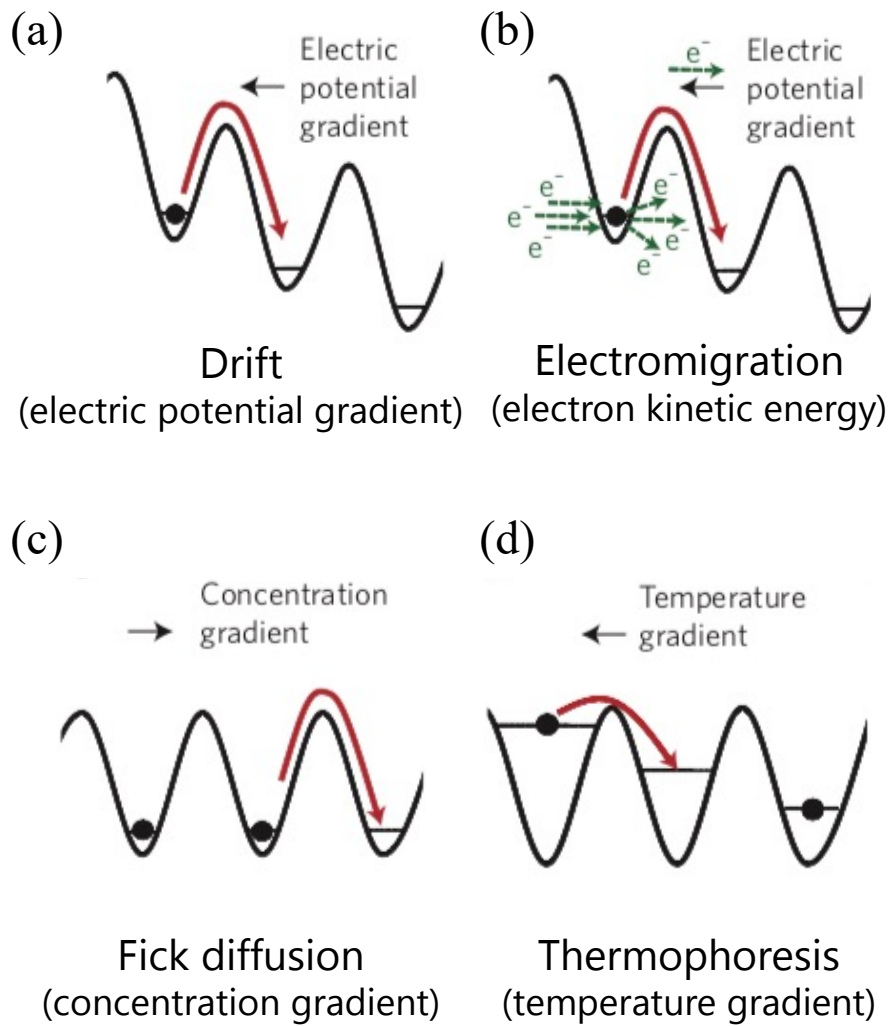 (a)
Electric
potential
gradient
Drift
(electric potential gradient)
(b)
e⁻
Electric
potential
gradient
e⁻
e⁻
e⁻
e⁻
e⁻
e⁻
Electromigration
(electron kinetic energy)
(c)
Concentration
gradient
Fick diffusion
(concentration gradient)
(d)
Temperature
gradient
Thermophoresis
(temperature gradient)